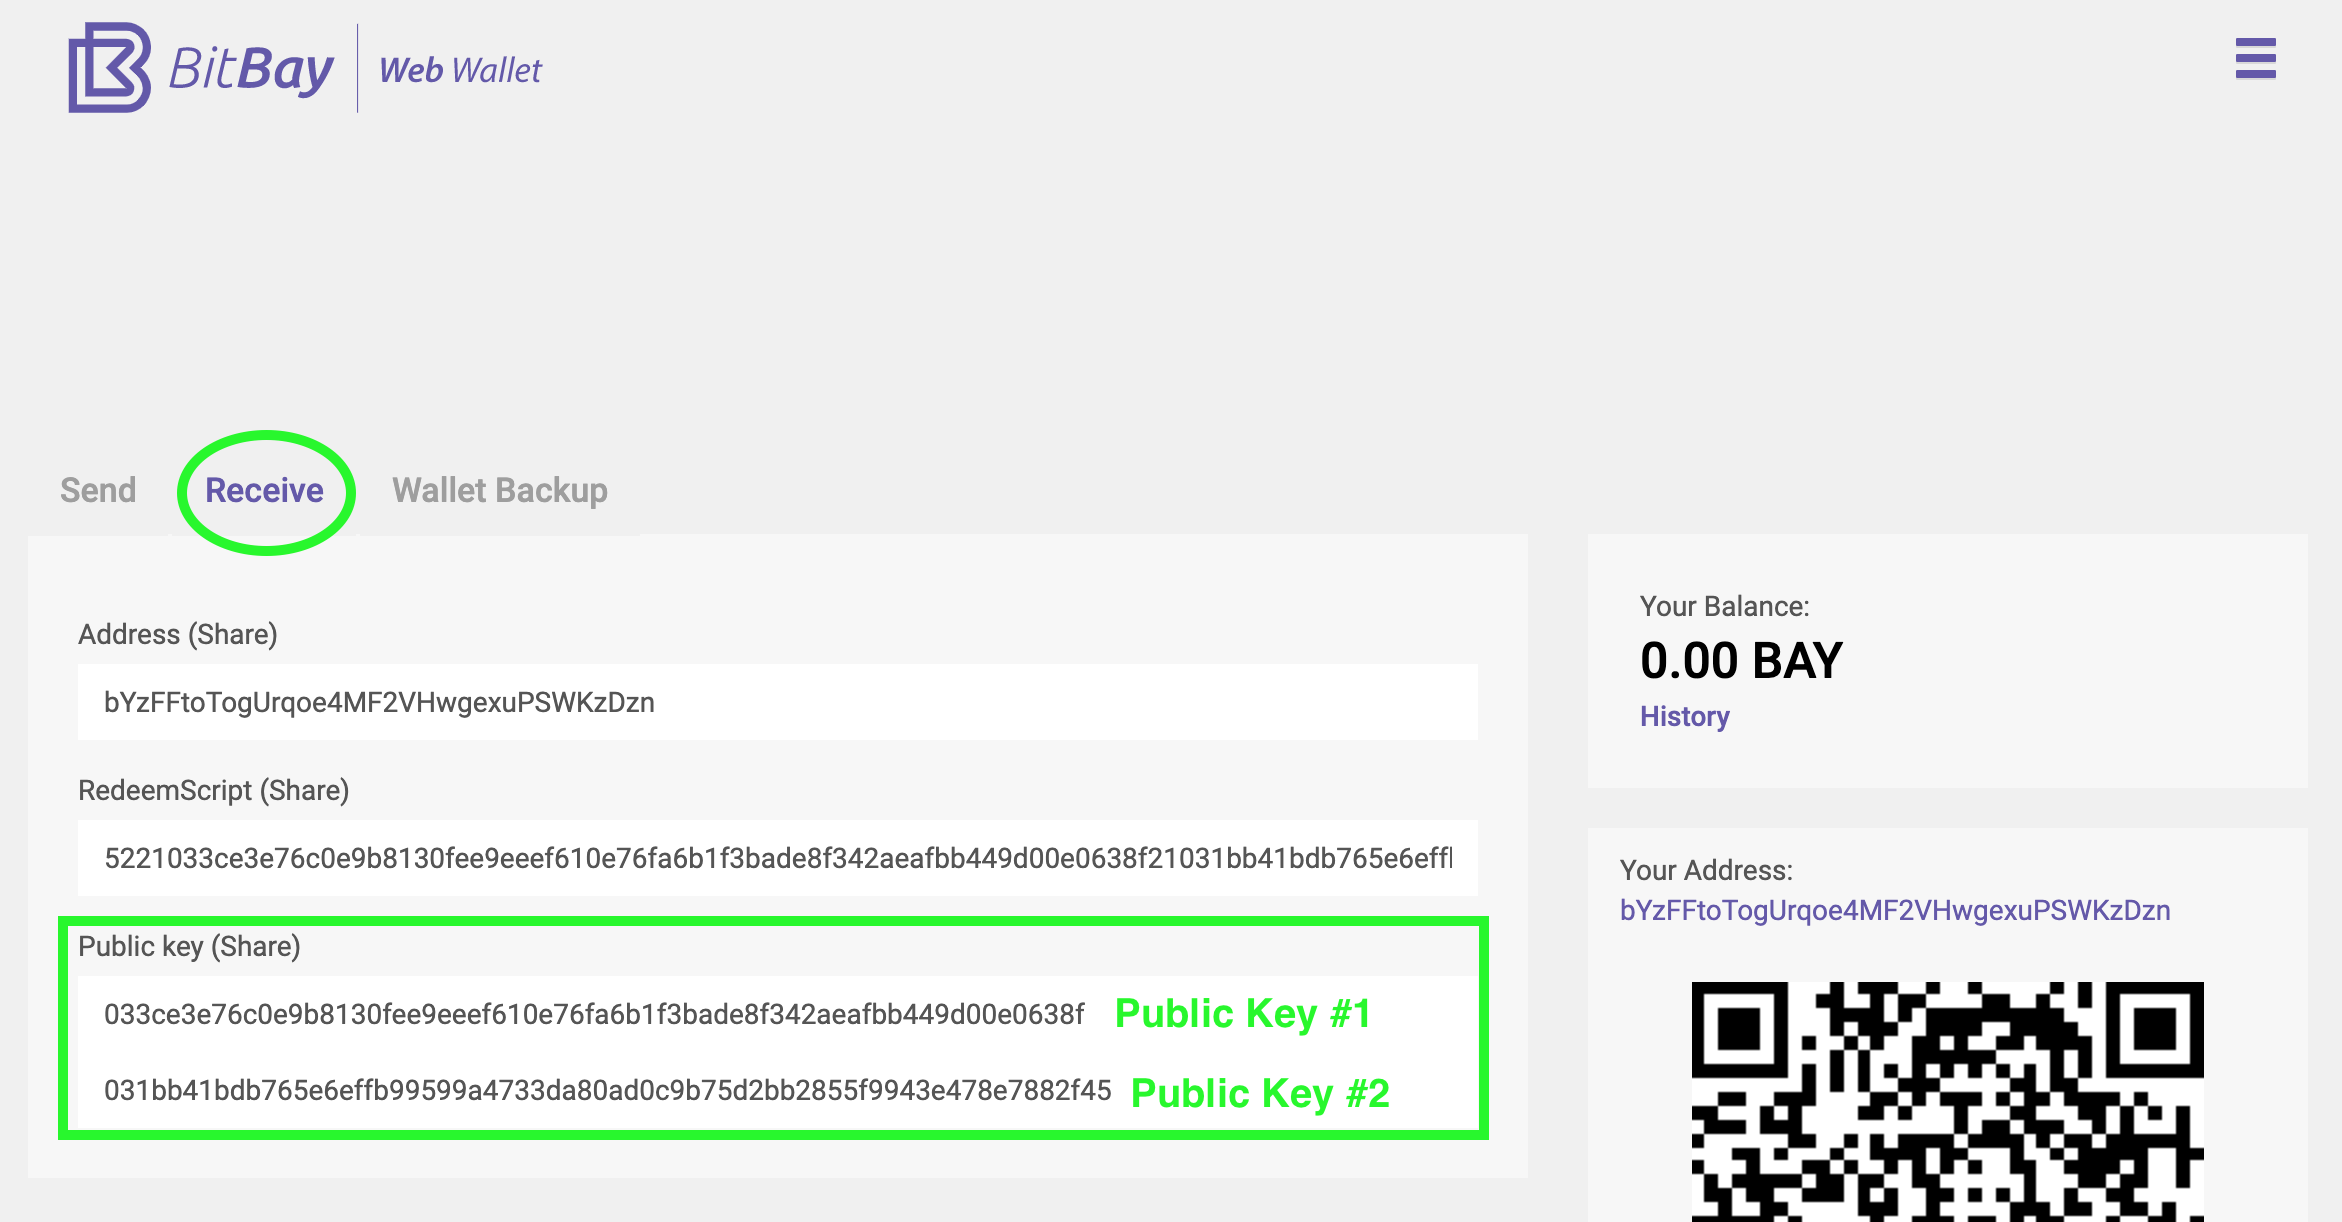 BitBay Web Wallet
Send Receive Wallet Backup
Address (Share)
bYzFFtoTogUrqoe4MF2VHwgexuPSWKzDzn
RedeemScript (Share)
5221033ce3e76c0e9b8130fee9eeef610e76fa6b1f3bade8f342aeafbb449d00e0638f21031bb41bdb765e6eff
Public key (Share)
033ce3e76c0e9b8130fee9eeef610e76fa6b1f3bade8f342aeafbb449d00e0638f Public Key #1
031bb41bdb765e6effb99599a4733da80ad0c9b75d2bb2855f9943e478e7882f45 Public Key #2
Your Balance:
0.00 BAY
History
Your Address:
bYzFFtoTogUrqoe4MF2VHwgexuPSWKzDzn